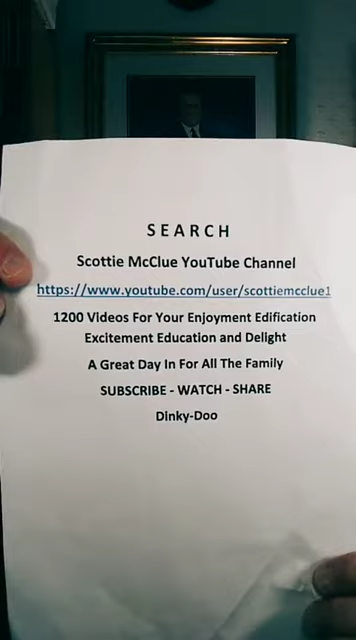 SEARCH
Scottie McClue YouTube Channel
https://www.youtube.com/user/scottiemcclue1
1200 Videos For Your Enjoyment Edification
Excitement Education and Delight
A Great Day In For All The Family
SUBSCRIBE - WATCH - SHARE
Dinky-Doo